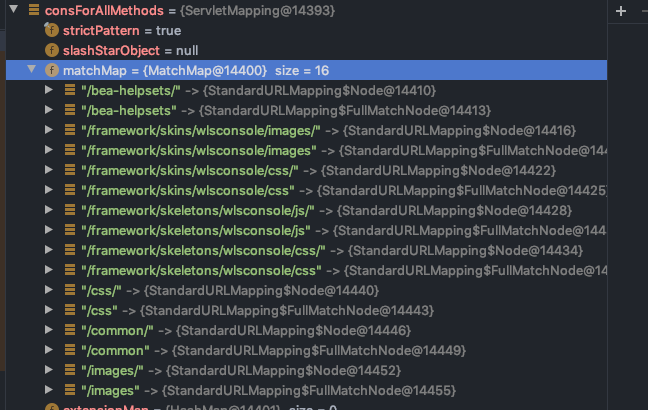 consForAllMethods = {ServletMapping@14393}
f strictPattern = true
f slashStarObject = null
f matchMap = {MatchMap@14400} size = 16
"/bea-helpsets/" -> {StandardURLMapping$Node@14410}
"/bea-helpsets" -> {StandardURLMapping$FullMatchNode@14413}
"/framework/skins/wlsconsole/images/" -> {StandardURLMapping$Node@14416}
"/framework/skins/wlsconsole/images" -> {StandardURLMapping$FullMatchNode@144
"/framework/skins/wlsconsole/css/" -> {StandardURLMapping$Node@14422}
"/framework/skins/wlsconsole/css" -> {StandardURLMapping$FullMatchNode@14425}
"/framework/skeletons/wlsconsole/js/" -> {StandardURLMapping$Node@14428}
"/framework/skeletons/wlsconsole/js" -> {StandardURLMapping$FullMatchNode@144
"/framework/skeletons/wlsconsole/css/" -> {StandardURLMapping$Node@14434}
"/framework/skeletons/wlsconsole/css" -> {StandardURLMapping$FullMatchNode@14
"/css/" -> {StandardURLMapping$Node@14440}
"/css" -> {StandardURLMapping$FullMatchNode@14443}
"/common/" -> {StandardURLMapping$Node@14446}
"/common" -> {StandardURLMapping$FullMatchNode@14449}
"/images/" -> {StandardURLMapping$Node@14452}
"/images" -> {StandardURLMapping$FullMatchNode@14455}
f extensionMap = {HashMap@14401} size = 0